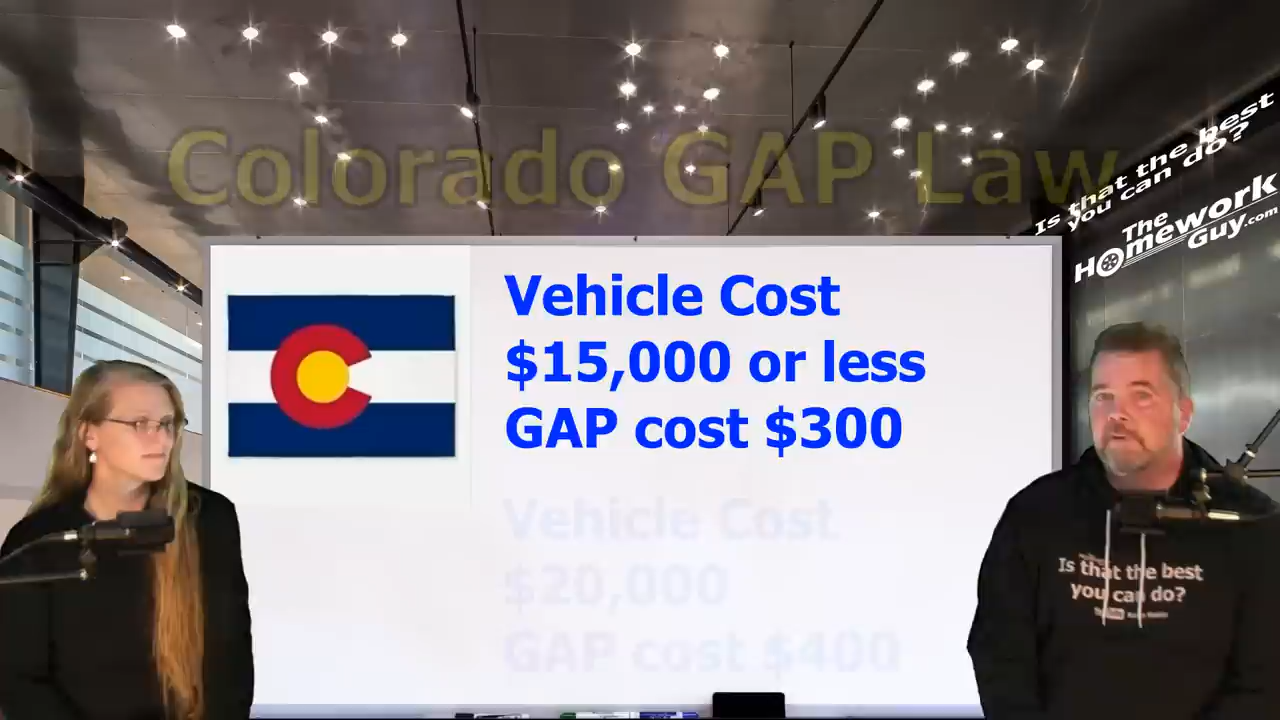 Colorado GAP Law
Is that the best
you can do?
The
Homework
Guy.com
Vehicle Cost
$15,000 or less
GAP cost $300
Vehicle Cost
$20,000
GAP cost $400
Is that the best
you can do?